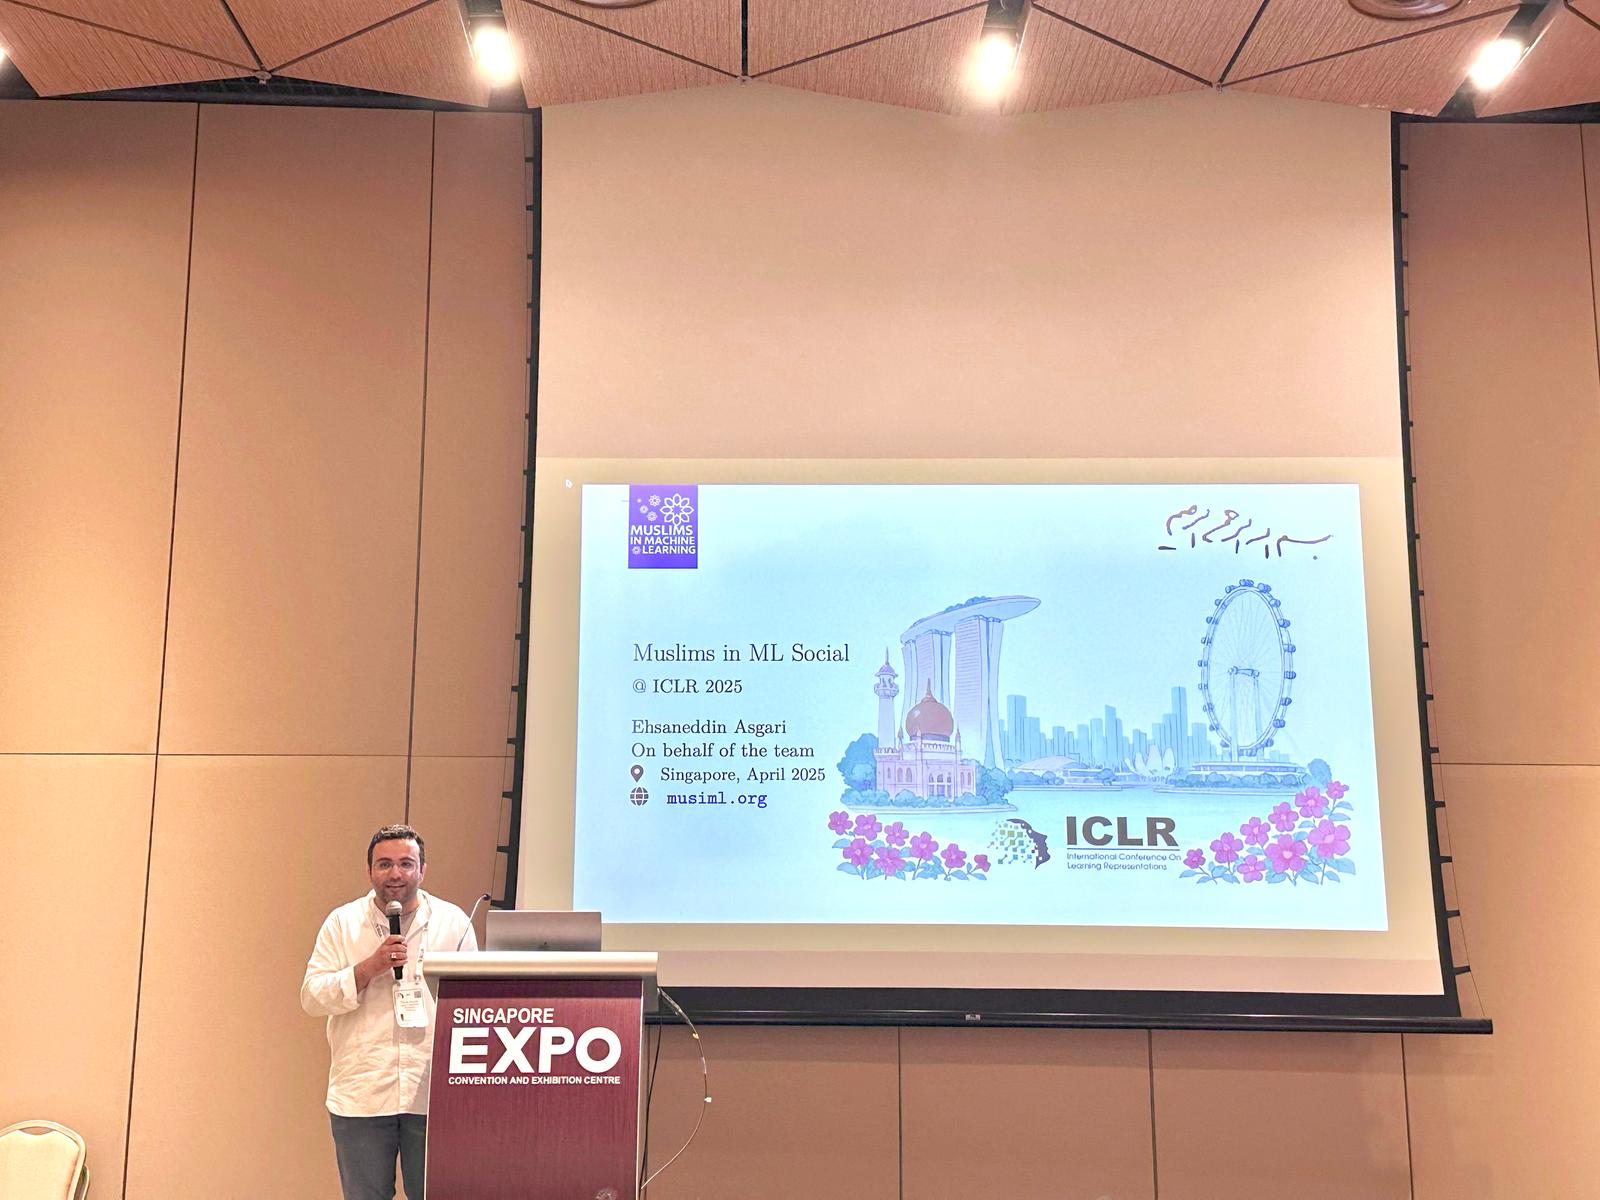 MUSLIMS
IN MACHINE
LEARNING
بسم الله الرحمن الرحيم
Muslims in ML Social
@ ICLR 2025
Ehsaneddin Asgari
On behalf of the team
Singapore, April 2025
musiml.org
ICLR
International Conference On
Learning Representations
SINGAPORE
EXPO
CONVENTION AND EXHIBITION CENTRE